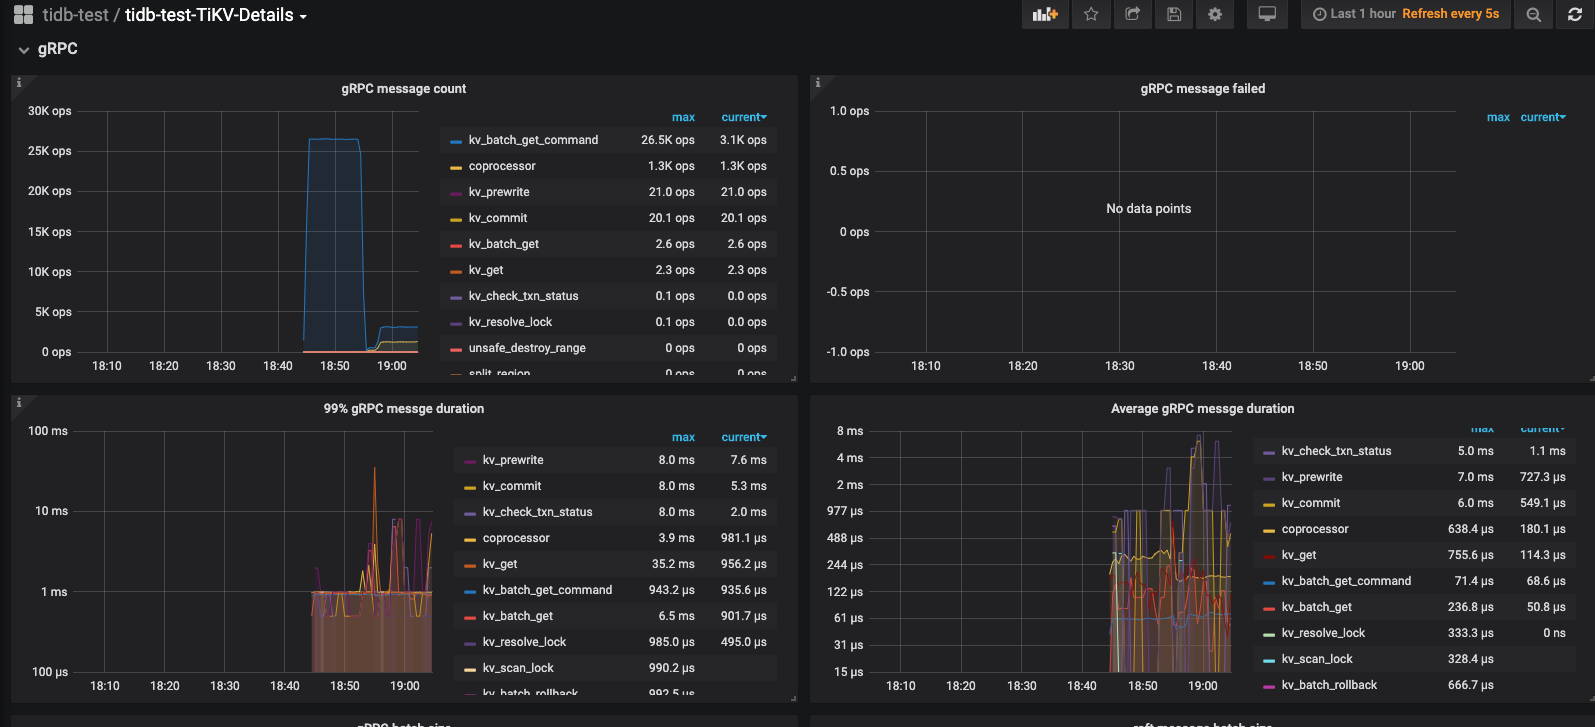 tidb-test / tidb-test-TiKV-Details
Last 1 hour Refresh every 5s
gRPC
gRPC message count
max current
30K ops
25K ops
20K ops
15K ops
10K ops
5K ops
0 ops
18:10 18:20 18:30 18:40 18:50 19:00
kv_batch_get_command 26.5K ops 3.1K ops
coprocessor 1.3K ops 1.3K ops
kv_prewrite 21.0 ops 21.0 ops
kv_commit 20.1 ops 20.1 ops
kv_batch_get 2.6 ops 2.6 ops
kv_get 2.3 ops 2.3 ops
kv_check_txn_status 0.1 ops 0.0 ops
kv_resolve_lock 0.1 ops 0.0 ops
unsafe_destroy_range 0 ops 0 ops
split_region 0 ops 0 ops
gRPC message failed
max current
1.0 ops
0.5 ops
0 ops
-0.5 ops
-1.0 ops
No data points
18:10 18:20 18:30 18:40 18:50 19:00
99% gRPC messge duration
max current
100 ms
10 ms
1 ms
100 µs
18:10 18:20 18:30 18:40 18:50 19:00
kv_prewrite 8.0 ms 7.6 ms
kv_commit 8.0 ms 5.3 ms
kv_check_txn_status 8.0 ms 2.0 ms
coprocessor 3.9 ms 981.1 µs
kv_get 35.2 ms 956.2 µs
kv_batch_get_command 943.2 µs 935.6 µs
kv_batch_get 6.5 ms 901.7 µs
kv_resolve_lock 985.0 µs 495.0 µs
kv_scan_lock 990.2 µs
kv_batch_rollback 992.5 µs
Average gRPC messge duration
max current
8 ms
4 ms
2 ms
977 µs
488 µs
244 µs
122 µs
61 µs
31 µs
15 µs
18:10 18:20 18:30 18:40 18:50 19:00
kv_check_txn_status 5.0 ms 1.1 ms
kv_prewrite 7.0 ms 727.3 µs
kv_commit 6.0 ms 549.1 µs
coprocessor 638.4 µs 180.1 µs
kv_get 755.6 µs 114.3 µs
kv_batch_get_command 71.4 µs 68.6 µs
kv_batch_get 236.8 µs 50.8 µs
kv_resolve_lock 333.3 µs 0 ns
kv_scan_lock 328.4 µs
kv_batch_rollback 666.7 µs
gRPC batch size
raft message batch size